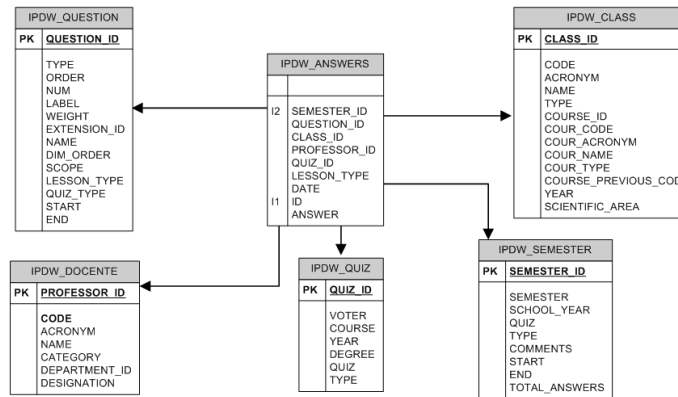 IPDW_QUESTION
PK QUESTION_ID
TYPE
ORDER
NUM
LABEL
WEIGHT
EXTENSION_ID
NAME
DIM_ORDER
SCOPE
LESSON_TYPE
QUIZ_TYPE
START
END
IPDW_ANSWERS
I2 SEMESTER_ID
QUESTION_ID
CLASS_ID
PROFESSOR_ID
QUIZ_ID
LESSON_TYPE
DATE
I1 ID
ANSWER
IPDW_CLASS
PK CLASS_ID
CODE
ACRONYM
NAME
TYPE
COURSE_ID
COUR_CODE
COUR_ACRONYM
COUR_NAME
COUR_TYPE
COURSE_PREVIOUS_COD
YEAR
SCIENTIFIC_AREA
IPDW_DOCENTE
PK PROFESSOR_ID
CODE
ACRONYM
NAME
CATEGORY
DEPARTMENT_ID
DESIGNATION
IPDW_QUIZ
PK QUIZ_ID
VOTER
COURSE
YEAR
DEGREE
QUIZ
TYPE
IPDW_SEMESTER
PK SEMESTER_ID
SEMESTER
SCHOOL_YEAR
QUIZ
TYPE
COMMENTS
START
END
TOTAL_ANSWERS